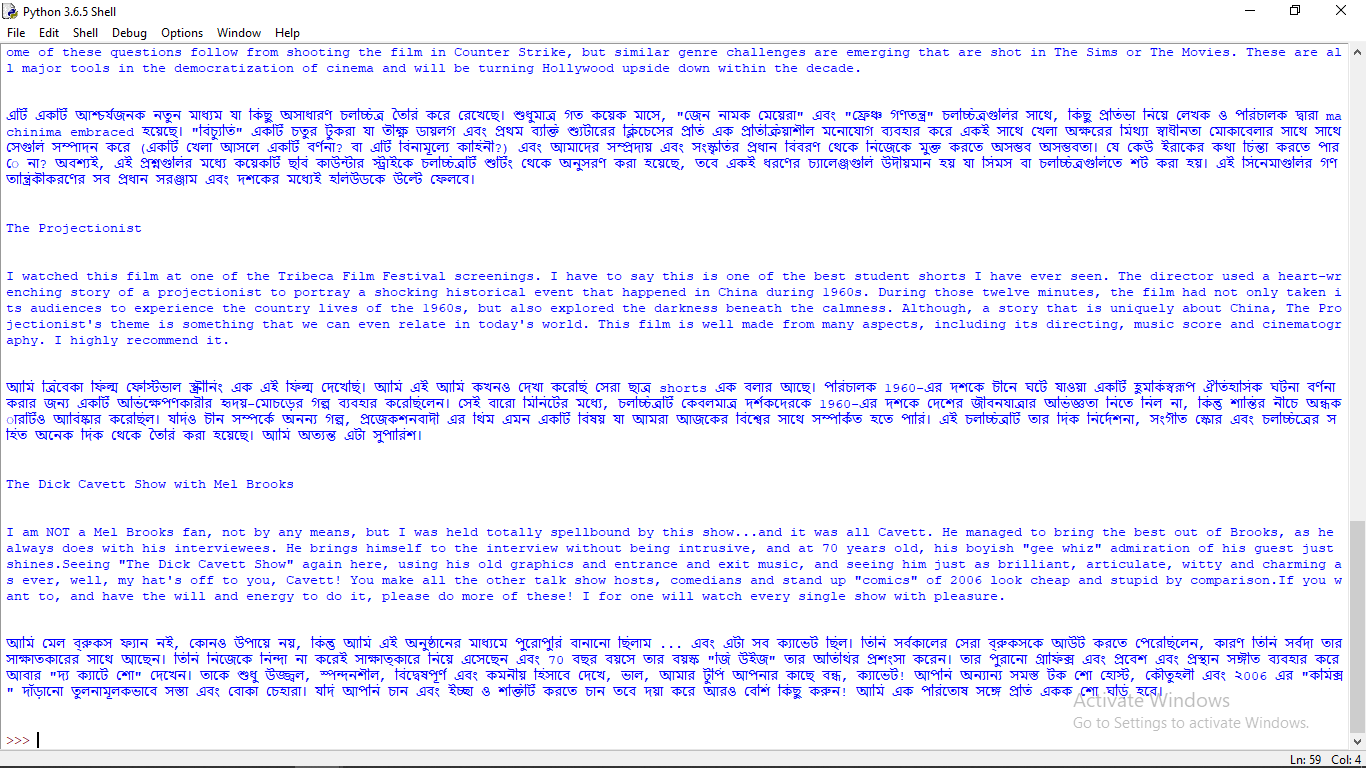 Python 3.6.5 Shell
File Edit Shell Debug Options Window Help
ome of these questions follow from shooting the film in Counter Strike, but similar genre challenges are emerging that are shot in The Sims or The Movies. These are al
l major tools in the democratization of cinema and will be turning Hollywood upside down within the decade.
এটি একটি আশ্চর্যজনক নতুন মাধ্যম যা কিছু অসাধারণ চলচ্চিত্র তৈরি করে রেখেছে। শুধুমাত্র গত কয়েক মাসে, "জেন নামক মেয়েরা" এবং "ফ্রেঞ্চ গণতন্ত্র" চলচ্চিত্রগুলির সাথে, কিছু প্রতিভা নিয়ে লেখক ও পরিচালক দ্বারা ma
chinima embraced হয়েছে। "বিচ্যুতি" একটি চতুর টুকরা যা তীক্ষ্ণ ডায়লগ এবং প্রথম ব্যক্তি শ্যুটারের ক্লিচেসের প্রতি এক প্রতিক্রিয়াশীল মনোযোগ ব্যবহার করে একই সাথে খেলা অক্ষরের মিথ্যা স্বাধীনতা মোকাবেলার সাথে সাথে
সেগুলি সম্পাদন করে (একটি খেলা আসলে একটি বর্ণনা? বা এটি বিনামূল্যে কাহিনী?) এবং আমাদের সম্প্রদায় এবং সংস্কৃতির প্রধান বিবরণ থেকে নিজেকে মুক্ত করতে অসম্ভব অসম্ভবতা। যে কেউ ইরাকের কথা চিন্তা করতে পার
ে না? অবশ্যই, এই প্রশ্নগুলির মধ্যে কয়েকটি ছবি কাউন্টার স্ট্রাইকে চলচ্চিত্রটি শুটিং থেকে অনুসরণ করা হয়েছে, তবে একই ধরণের চ্যালেঞ্জগুলি উদীয়মান হয় যা সিমস বা চলচ্চিত্রগুলিতে শট করা হয়। এই সিনেমাগুলির গণ
তান্ত্রিকীকরণের সব প্রধান সরঞ্জাম এবং দশকের মধ্যেই হলিউডকে উল্টে ফেলবে।
The Projectionist
I watched this film at one of the Tribeca Film Festival screenings. I have to say this is one of the best student shorts I have ever seen. The director used a heart-wr
enching story of a projectionist to portray a shocking historical event that happened in China during 1960s. During those twelve minutes, the film had not only taken i
ts audiences to experience the country lives of the 1960s, but also explored the darkness beneath the calmness. Although, a story that is uniquely about China, The Pro
jectionist's theme is something that we can even relate in today's world. This film is well made from many aspects, including its directing, music score and cinematogr
aphy. I highly recommend it.
আমি ত্রিবেকা ফিল্ম ফেস্টিভাল স্ক্রীনিং এক এই ফিল্ম দেখেছি। আমি এই আমি কখনও দেখা করেছি সেরা ছাত্র shorts এক বলার আছে। পরিচালক 1960-এর দশকে চীনে ঘটে যাওয়া একটি হুমকিস্বরূপ ঐতিহাসিক ঘটনা বর্ণনা
করার জন্য একটি অভিক্ষেপণকারীর হৃদয়-মোচড়ের গল্প ব্যবহার করেছিলেন। সেই বারো মিনিটের মধ্যে, চলচ্চিত্রটি কেবলমাত্র দর্শকদেরকে 1960-এর দশকে দেশের জীবনযাত্রার অভিজ্ঞতা নিতে নিল না, কিন্তু শান্তির নীচে অন্ধক
ারটিও আবিষ্কার করেছিল। যদিও চীন সম্পর্কে অনন্য গল্প, প্রজেকশনবাদী এর থিম এমন একটি বিষয় যা আমরা আজকের বিশ্বের সাথে সম্পর্কিত হতে পারি। এই চলচ্চিত্রটি তার দিক নির্দেশনা, সংগীত স্কোর এবং চলচ্চিত্রের স
হিত অনেক দিক থেকে তৈরি করা হয়েছে। আমি অত্যন্ত এটা সুপারিশ।
The Dick Cavett Show with Mel Brooks
I am NOT a Mel Brooks fan, not by any means, but I was held totally spellbound by this show...and it was all Cavett. He managed to bring the best out of Brooks, as he
always does with his interviewees. He brings himself to the interview without being intrusive, and at 70 years old, his boyish "gee whiz" admiration of his guest just
shines.Seeing "The Dick Cavett Show" again here, using his old graphics and entrance and exit music, and seeing him just as brilliant, articulate, witty and charming a
s ever, well, my hat's off to you, Cavett! You make all the other talk show hosts, comedians and stand up "comics" of 2006 look cheap and stupid by comparison.If you w
ant to, and have the will and energy to do it, please do more of these! I for one will watch every single show with pleasure.
আমি মেল ব্রুকস ফ্যান নই, কোনও উপায়ে নয়, কিন্তু আমি এই অনুষ্ঠানের মাধ্যমে পুরোপুরি বানানো ছিলাম ... এবং এটা সব ক্যাভেট ছিল। তিনি সর্বকালের সেরা ব্রুকসকে আউট করতে পেরেছিলেন, কারণ তিনি সর্বদা তার
সাক্ষাতকারের সাথে আছেন। তিনি নিজেকে নিন্দা না করেই সাক্ষাত্কারে নিয়ে এসেছেন এবং 70 বছর বয়সে তার বয়স্ক "জি উইজ" তার অতিথির প্রশংসা করেন। তার পুরানো গ্রাফিক্স এবং প্রবেশ এবং প্রস্থান সঙ্গীত ব্যবহার করে
আবার "দ্য ক্যাটে শো" দেখেন। তাকে শুধু উজ্জ্বল, স্পন্দনশীল, বিদ্বেষপূর্ণ এবং কমনীয় হিসাবে দেখে, ভাল, আমার টুপি আপনার কাছে বন্ধ, ক্যাভেট! আপনি অন্যান্য সমস্ত টক শো হোস্ট, কৌতুহলী এবং ২006 এর "কমিক্স
" দাঁড়ানো তুলনামূলকভাবে সস্তা এবং বোকা চেহারা। যদি আপনি চান এবং ইচ্ছা ও শক্তিটি করতে চান তবে দয়া করে আরও বেশি কিছু করুন! আমি এক পরিতোষ সঙ্গে প্রতি একক শো ঘড়ি হবে।
Activate Windows
Go to Settings to activate Windows.
>>>
Ln: 59 Col: 4